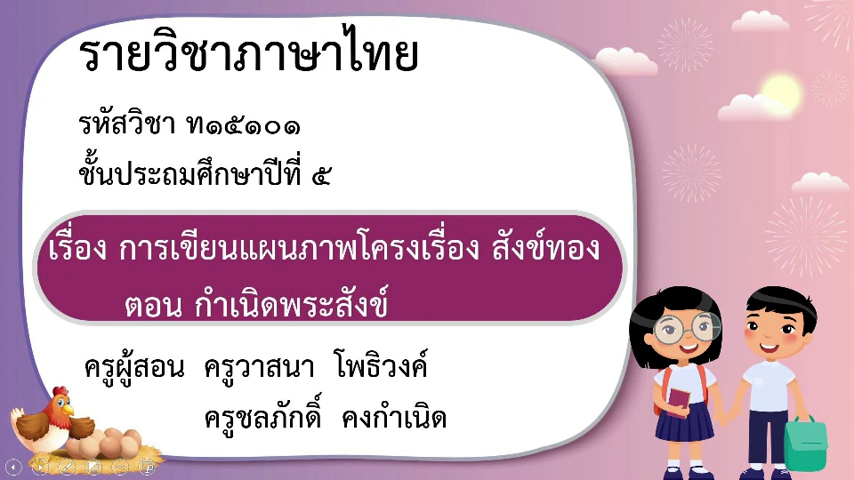 รายวิชาภาษาไทย
รหัสวิชา ท๑๕๑๐๑
ชั้นประถมศึกษาปีที่ ๕
เรื่อง การเขียนแผนภาพโครงเรื่อง สังข์ทอง
ตอน กำเนิดพระสังข์
ครูผู้สอน ครูวาสนา โพธิวงค์
ครูชลภักดิ์ คงกำเนิด